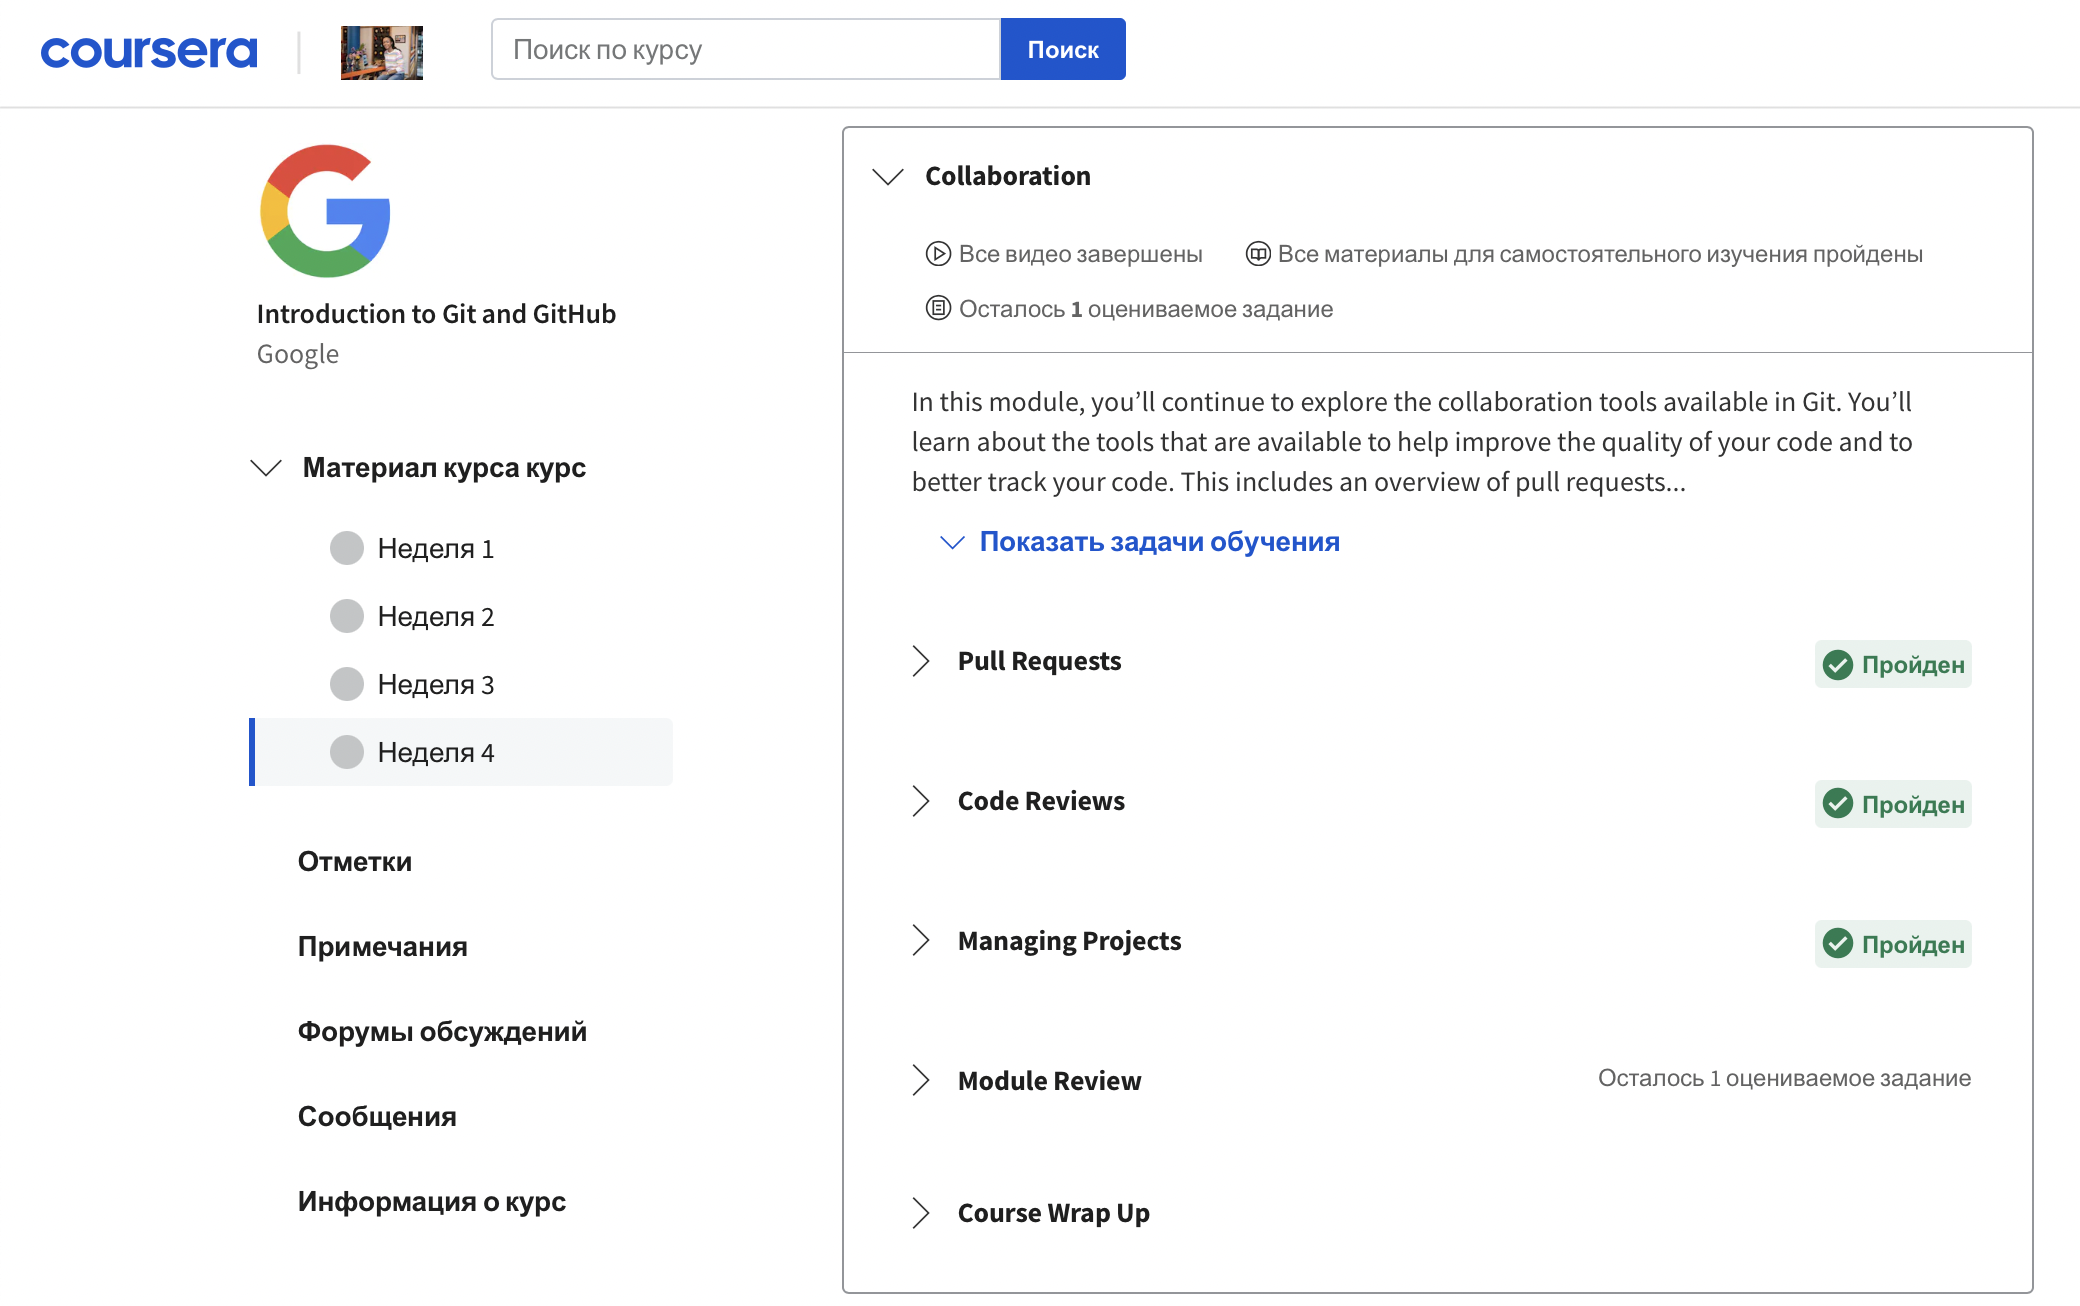 coursera
Поиск по курсу
Поиск
Introduction to Git and GitHub
Google
Материал курса курс
Неделя 1
Неделя 2
Неделя 3
Неделя 4
Отметки
Примечания
Форумы обсуждений
Сообщения
Информация о курс
Collaboration
Все видео завершены
Все материалы для самостоятельного изучения пройдены
Осталось 1 оцениваемое задание
In this module, you’ll continue to explore the collaboration tools available in Git. You’ll
learn about the tools that are available to help improve the quality of your code and to
better track your code. This includes an overview of pull requests...
Показать задачи обучения
Pull Requests
Пройден
Code Reviews
Пройден
Managing Projects
Пройден
Module Review
Осталось 1 оцениваемое задание
Course Wrap Up